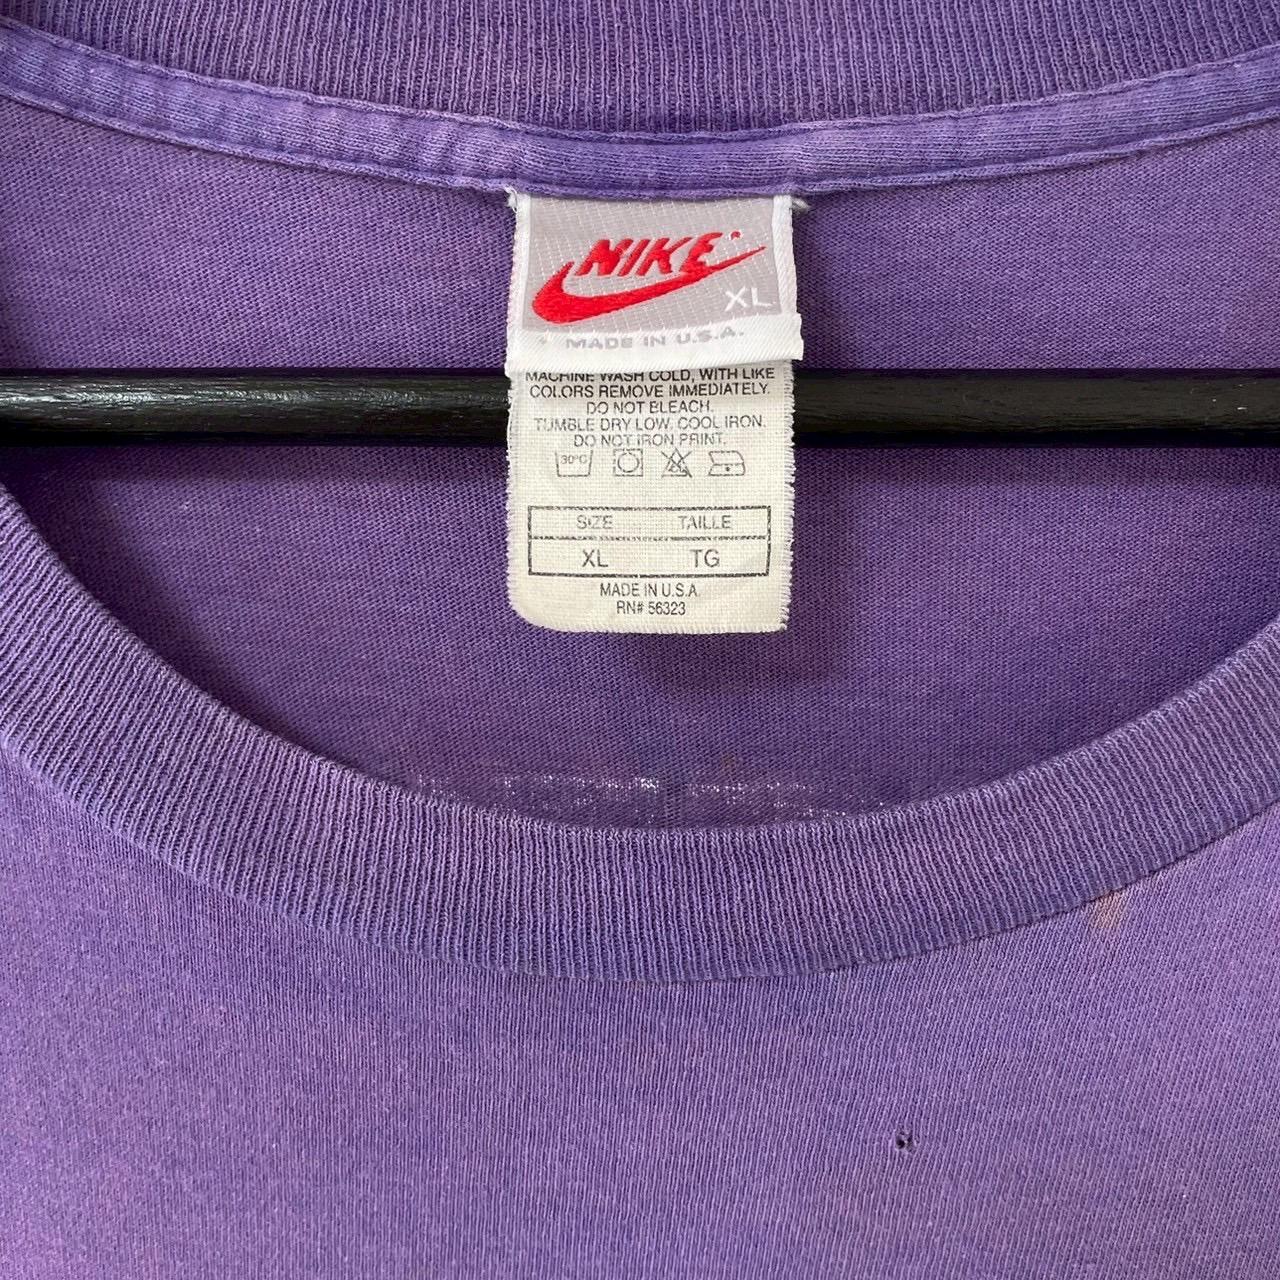 NIKE
XL
MADE IN U.S.A.
MACHINE WASH COLD, WITH LIKE
COLORS REMOVE IMMEDIATELY.
DO NOT BLEACH.
TUMBLE DRY LOW. COOL IRON.
DO NOT IRON PRINT.
30°C CL
SIZE TAILLE
XL TG
MADE IN U.S.A.
RN# 56323